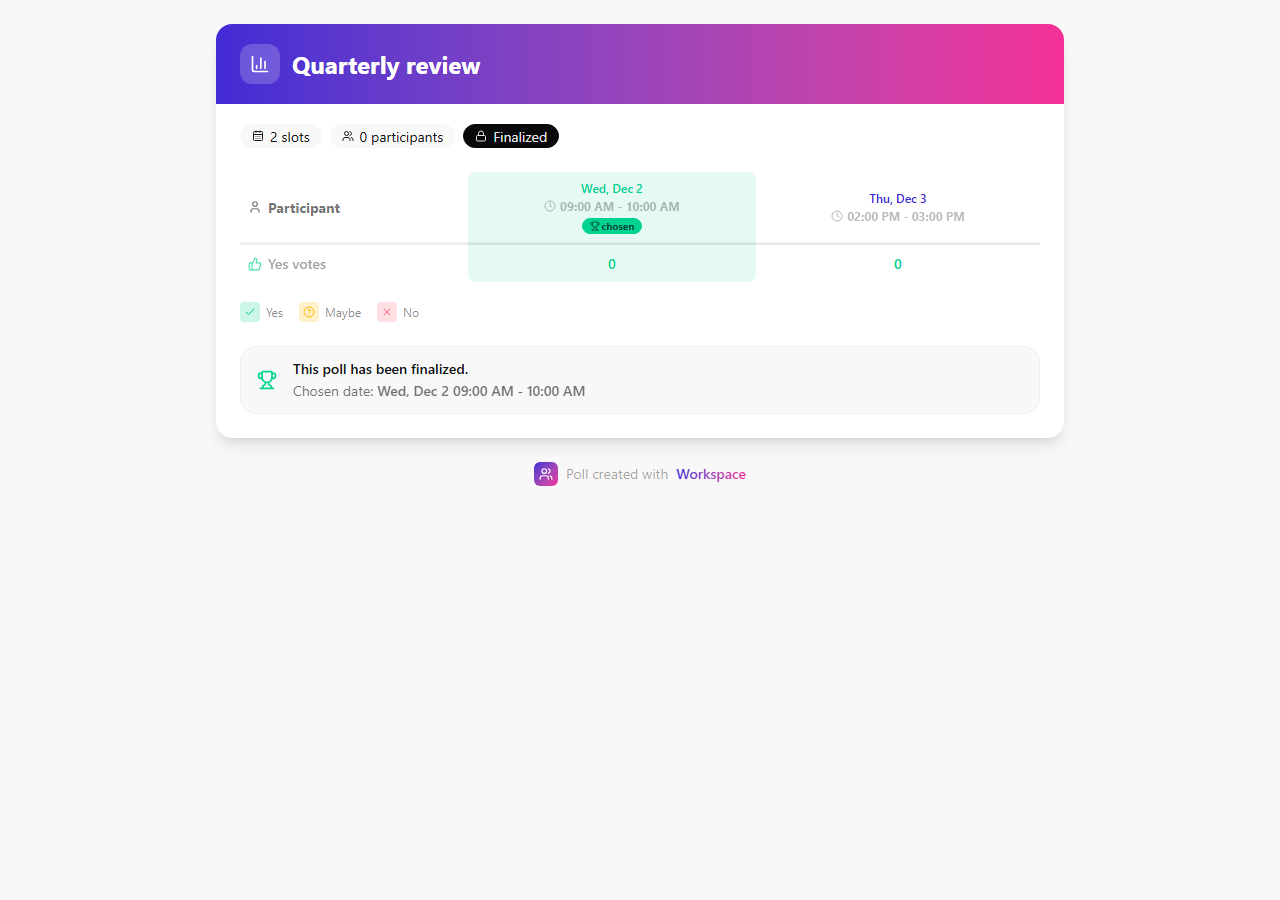 Quarterly review
2 slots
0 participants
Finalized
Participant
Wed, Dec 2
09:00 AM - 10:00 AM
chosen
Thu, Dec 3
02:00 PM - 03:00 PM
Yes votes
0
0
Yes
Maybe
No
This poll has been finalized.
Chosen date: Wed, Dec 2 09:00 AM - 10:00 AM
Poll created with Workspace